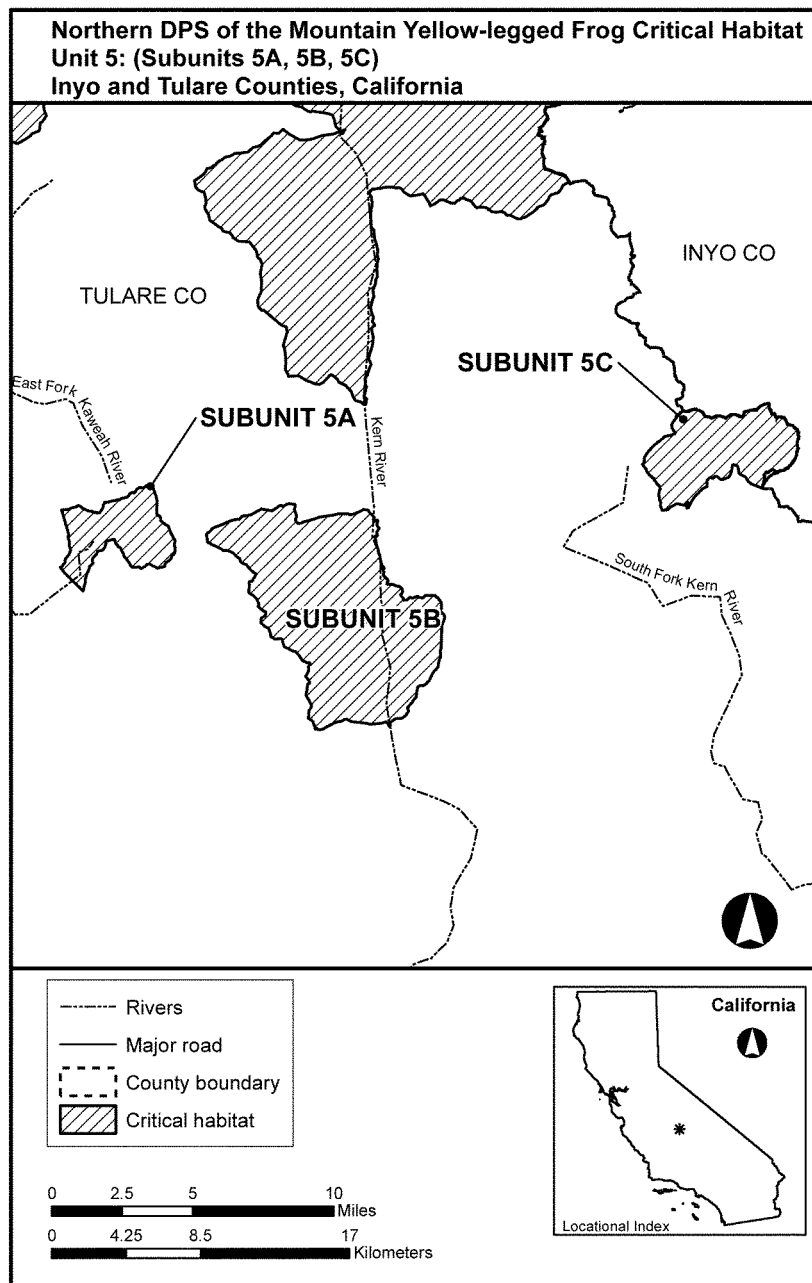 Northern DPS of the Mountain Yellow-legged Frog Critical Habitat
Unit 5: (Subunits 5A, 5B, 5C)
Inyo and Tulare Counties, California
INYO CO
TULARE CO
SUBUNIT 5C
East Fork Kaweah River
SUBUNIT 5A
Kern River
South Fork Kern River
SUBUNIT 5B
Rivers
Major road
County boundary
Critical habitat
0 2.5 5 10
Miles
0 4.25 8.5 17
Kilometers
California
Locational Index